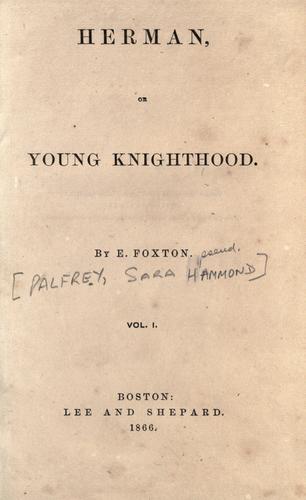 HERMAN,
OR
YOUNG KNIGHTHOOD.
BY E. FOXTON. pseud.
[PALFREY, SARA HAMMOND]
VOL. I.
BOSTON:
LEE AND SHEPARD.
1866.